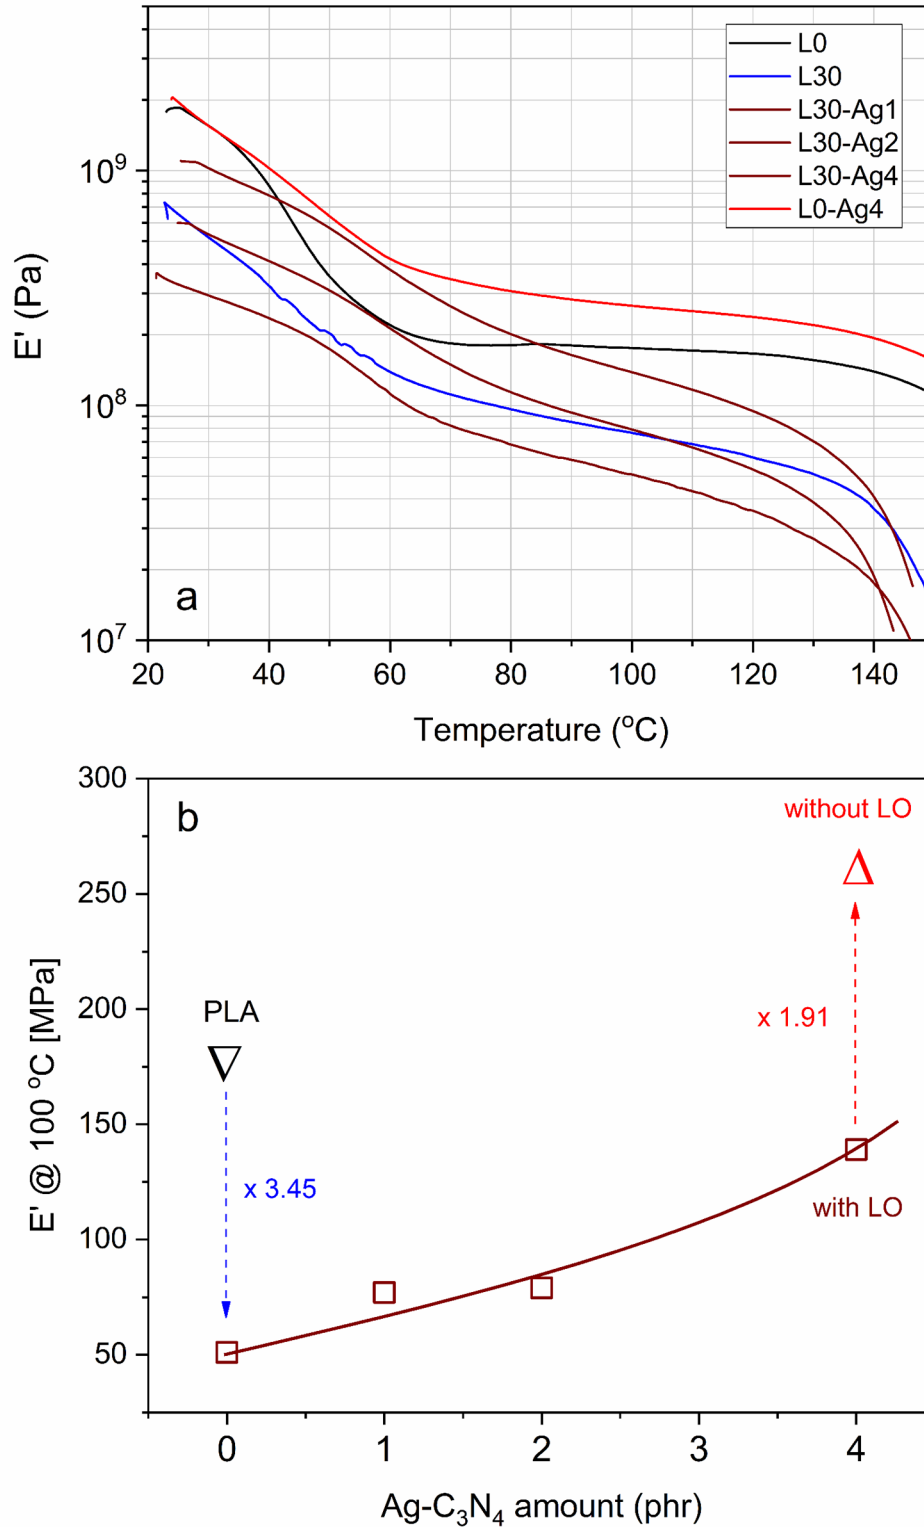 L0
L30
L30-Ag1
L30-Ag2
L30-Ag4
L0-Ag4
10⁹
10⁸
10⁷
E' (Pa)
a
20 40 60 80 100 120 140
Temperature (°C)
300
250
200
150
100
50
E' @ 100 °C [MPa]
b
without LO
PLA
x 1.91
x 3.45
with LO
0 1 2 3 4
Ag-C₃N₄ amount (phr)